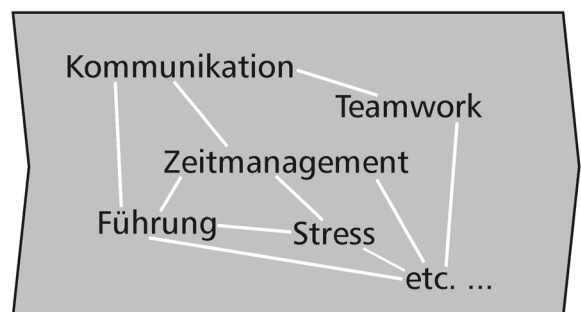 Kommunikation
Teamwork
Zeitmanagement
Führung
Stress
etc. ...